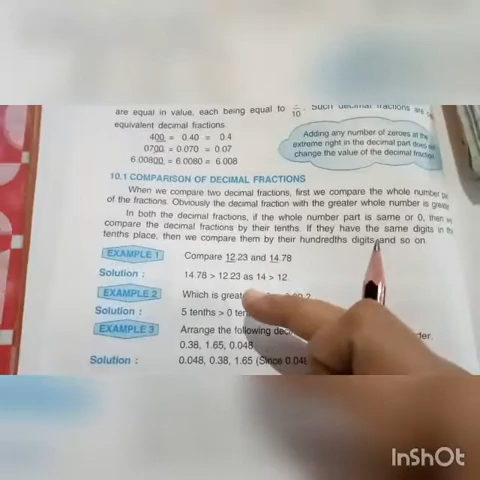 are equal in value, each being equal to /10. Such decimal fractions are
equivalent decimal fractions
400 = 0.40 = 0.4
0700 = 0.070 = 0.07
6.00800 = 6.0080 = 6.008
Adding any number of zeroes at the
extreme right in the decimal part does
change the value of the decimal fraction
10.1 COMPARISON OF DECIMAL FRACTIONS
When we compare two decimal fractions, first we compare the whole number
of the fractions. Obviously the decimal fraction with the greater whole number is greater
In both the decimal fractions, if the whole number part is same or 0, then we
compare the decimal fractions by their tenths. If they have the same digits in the
tenths place, then we compare them by their hundredths digits and so on
EXAMPLE 1 Compare 12.23 and 14.78
Solution : 14.78 > 12 23 as 14 > 12
EXAMPLE 2 Which is
Solution : 5 tenths > 0
EXAMPLE 3 Arrange the following
0.38, 1.65, 0.048
Solution : 0.048, 0.38, 1.65 (Since
InShOt